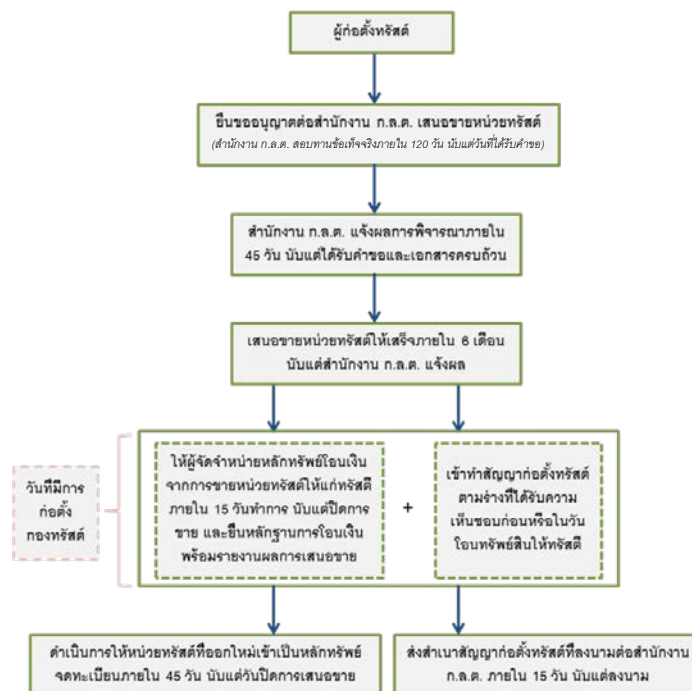 ผู้ก่อตั้งทรัสต์
ยื่นขออนุญาตต่อสำนักงาน ก.ล.ต. เสนอขายหน่วยทรัสต์
(สำนักงาน ก.ล.ต. สอบทานข้อเท็จจริงภายใน 120 วัน นับแต่วันที่ได้รับคำขอ)
สำนักงาน ก.ล.ต. แจ้งผลการพิจารณาภายใน
45 วัน นับแต่ได้รับคำขอและเอกสารครบถ้วน
เสนอขายหน่วยทรัสต์ให้เสร็จภายใน 6 เดือน
นับแต่สำนักงาน ก.ล.ต. แจ้งผล
วันที่มีการ
ก่อตั้ง
กองทรัสต์
ให้ผู้จัดจำหน่ายหลักทรัพย์โอนเงิน
จากการขายหน่วยทรัสต์ให้แก่ทรัสตี
ภายใน 15 วันทำการ นับแต่ปิดการ
ขาย และยื่นหลักฐานการโอนเงิน
พร้อมรายงานผลการเสนอขาย
+
เข้าทำสัญญาก่อตั้งทรัสต์
ตามร่างที่ได้รับความ
เห็นชอบก่อนหรือในวัน
โอนทรัพย์สินให้ทรัสตี
ดำเนินการให้หน่วยทรัสต์ที่ออกใหม่เข้าเป็นหลักทรัพย์
จดทะเบียนภายใน 45 วัน นับแต่วันปิดการเสนอขาย
ส่งสำเนาสัญญาก่อตั้งทรัสต์ที่ลงนามต่อสำนักงาน
ก.ล.ต. ภายใน 15 วัน นับแต่ลงนาม